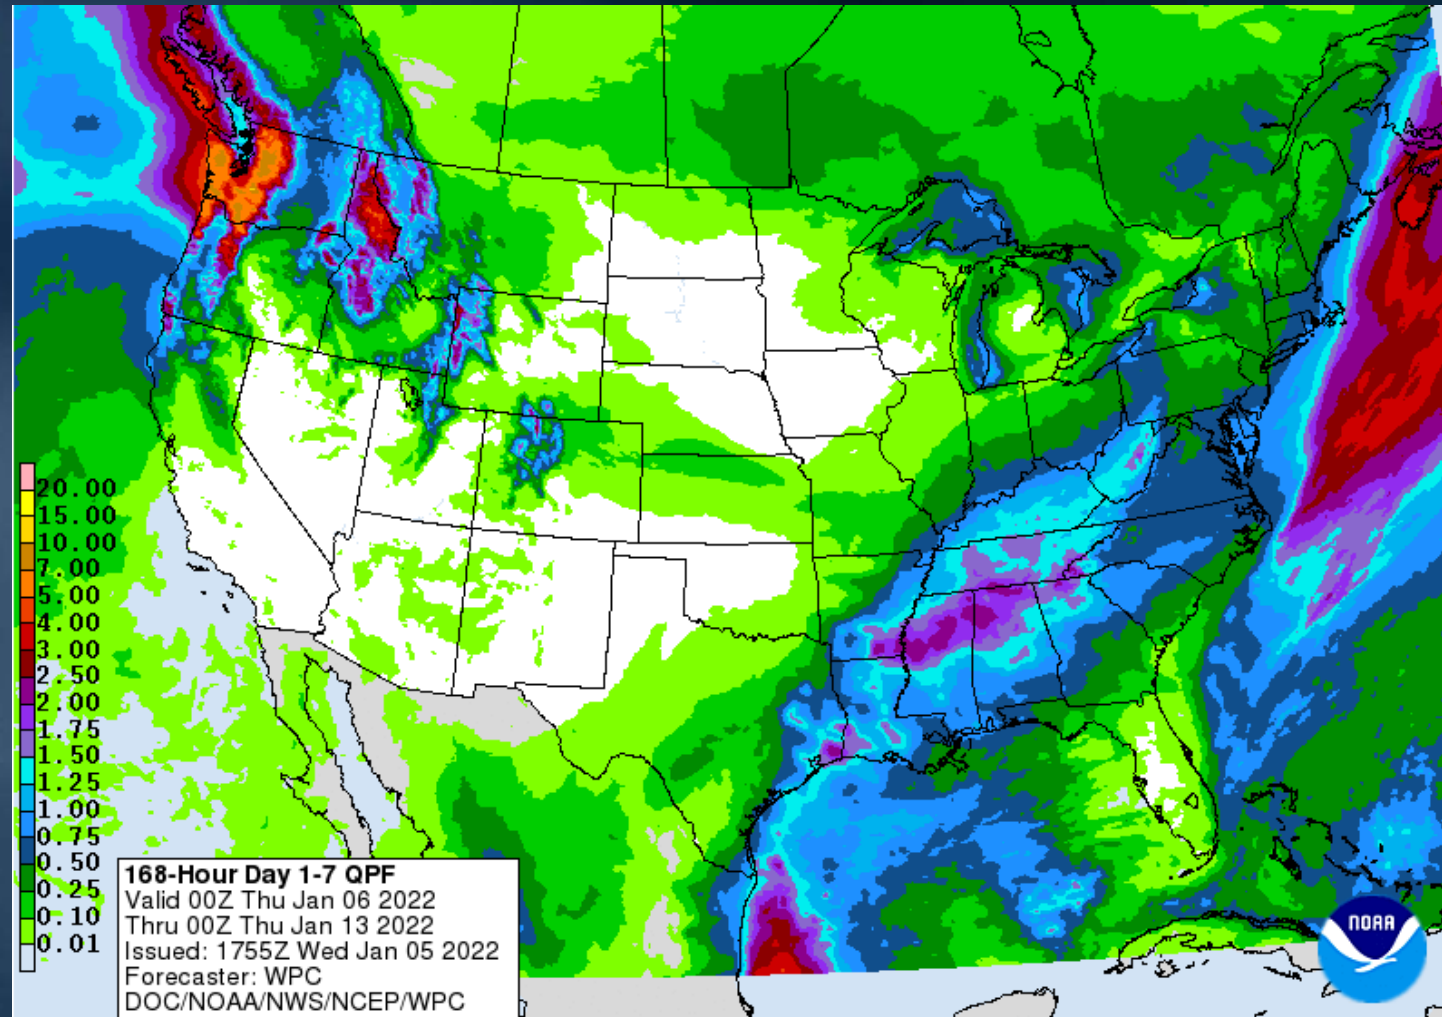 20.00
15.00
10.00
7.00
5.00
4.00
3.00
2.50
2.00
1.75
1.50
1.25
1.00
0.75
0.50
0.25
0.10
0.01
168-Hour Day 1-7 QPF
Valid 00Z Thu Jan 06 2022
Thru 00Z Thu Jan 13 2022
Issued: 1755Z Wed Jan 05 2022
Forecaster: WPC
DOC/NOAA/NWS/NCEP/WPC
NOAA